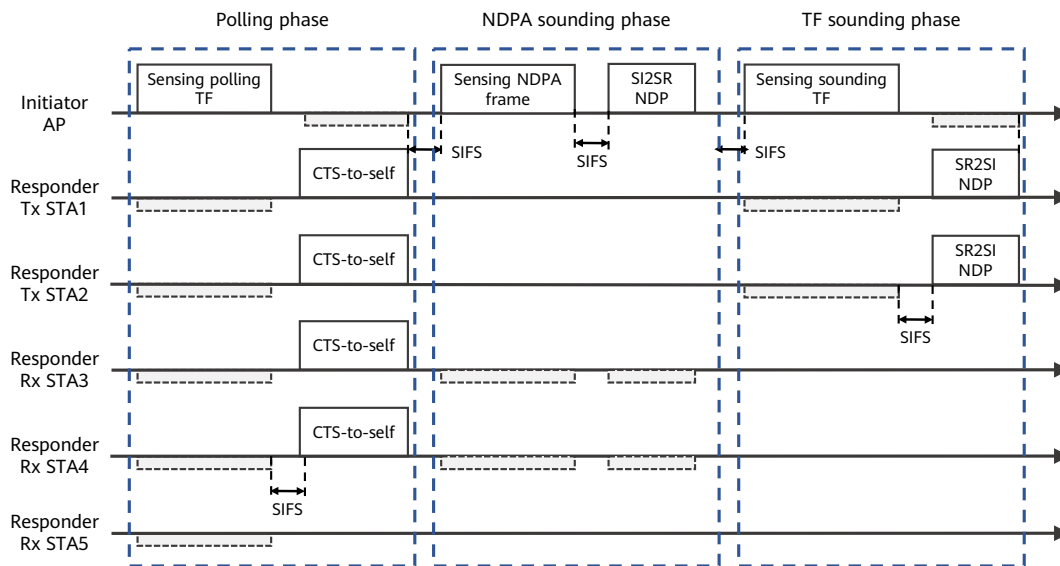 Polling phase
NDPA sounding phase
TF sounding phase
Initiator
AP
Sensing polling
TF
Sensing NDPA
frame
SI2SR
NDP
Sensing sounding
TF
SIFS
SIFS
SIFS
Responder
Tx STA1
CTS-to-self
SR2SI
NDP
Responder
Tx STA2
CTS-to-self
SR2SI
NDP
SIFS
Responder
Rx STA3
CTS-to-self
Responder
Rx STA4
CTS-to-self
SIFS
Responder
Rx STA5